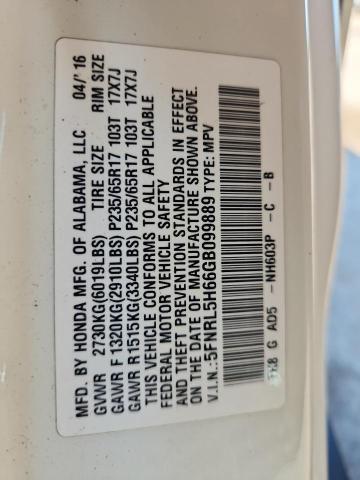 MFD. BY HONDA MFG. OF ALABAMA, LLC 04/'16
GVWR 2730KG(6019LBS) TIRE SIZE RIM SIZE
GAWR F 1320KG(2910LBS) P235/65R17 103T 17X7J
GAWR R1515KG(3340LBS) P235/65R17 103T 17X7J
THIS VEHICLE CONFORMS TO ALL APPLICABLE
FEDERAL MOTOR VEHICLE SAFETY
AND THEFT PREVENTION STANDARDS IN EFFECT
ON THE DATE OF MANUFACTURE SHOWN ABOVE.
V.I.N.:5FNRL5H66GB099889 TYPE: MPV
G AD5 -NH603P -C -B